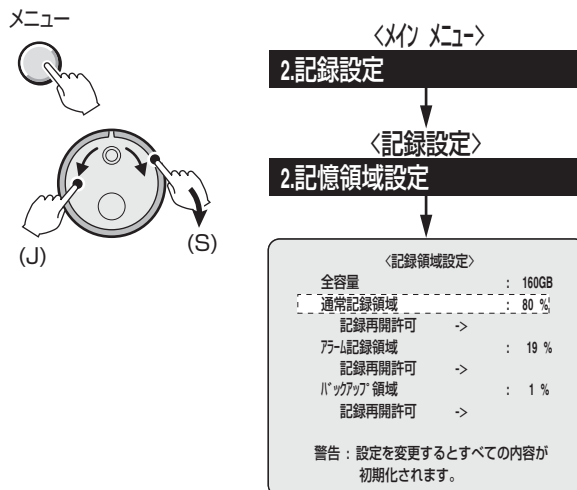 メニュー
(J)
(S)
〈メイン メニュー〉
2.記録設定
〈記録設定〉
2.記憶領域設定
〈記録領域設定〉
全容量 : 160GB
通常記録領域 : 80 %
記録再開許可 ->
アラーム記録領域 : 19 %
記録再開許可 ->
バックアップ領域 : 1 %
記録再開許可 ->
警告 : 設定を変更するとすべての内容が
初期化されます。